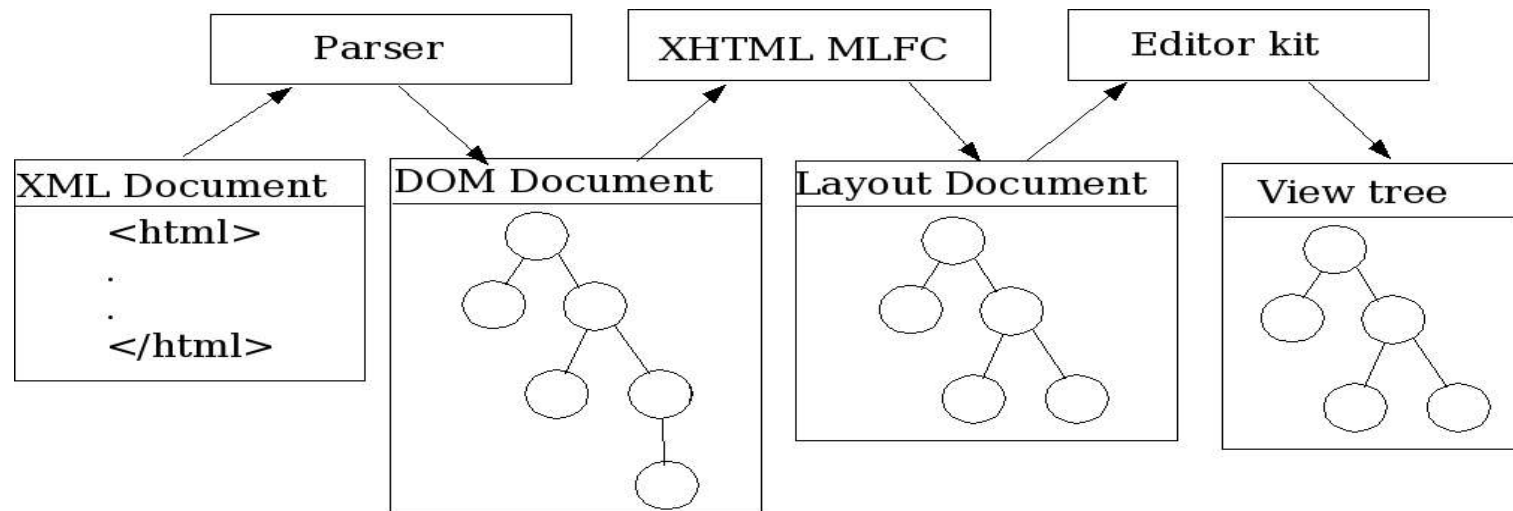 Parser
XHTML MLFC
Editor kit
XML Document
<html>
.
.
</html>
DOM Document
Layout Document
View tree